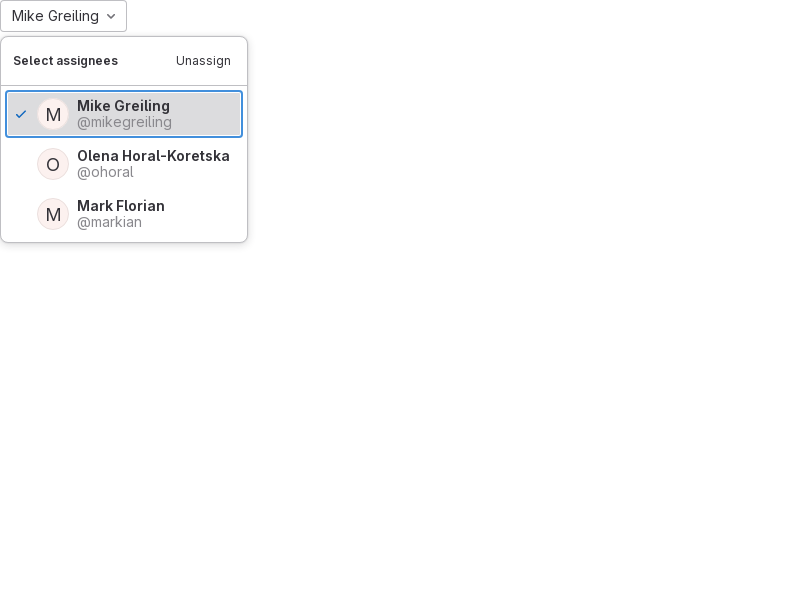 Mike Greiling
Select assignees Unassign
M Mike Greiling
@mikegreiling
O Olena Horal-Koretska
@ohoral
M Mark Florian
@markian